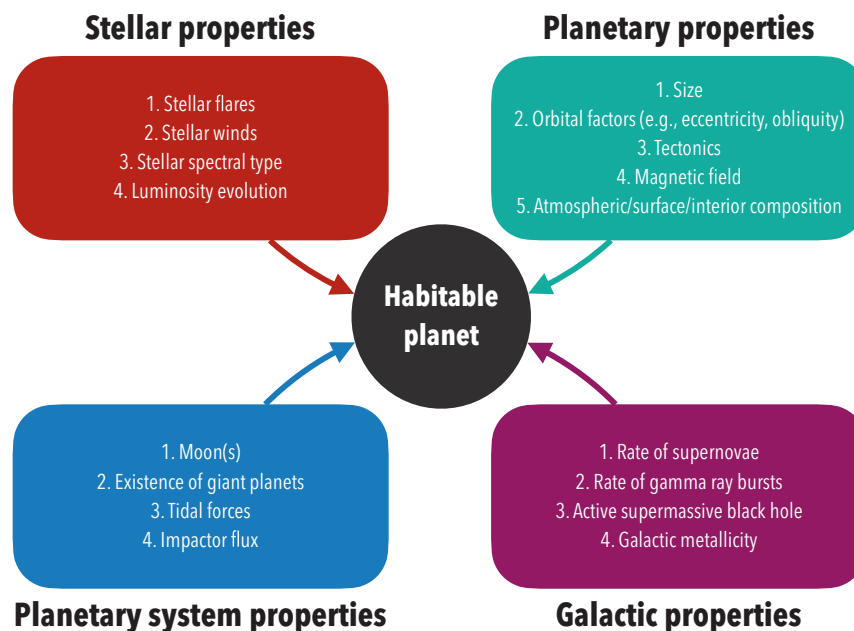 Stellar properties
1. Stellar flares
2. Stellar winds
3. Stellar spectral type
4. Luminosity evolution
Planetary properties
1. Size
2. Orbital factors (e.g., eccentricity, obliquity)
3. Tectonics
4. Magnetic field
5. Atmospheric/surface/interior composition
Habitable
planet
1. Moon(s)
2. Existence of giant planets
3. Tidal forces
4. Impactor flux
Planetary system properties
1. Rate of supernovae
2. Rate of gamma ray bursts
3. Active supermassive black hole
4. Galactic metallicity
Galactic properties